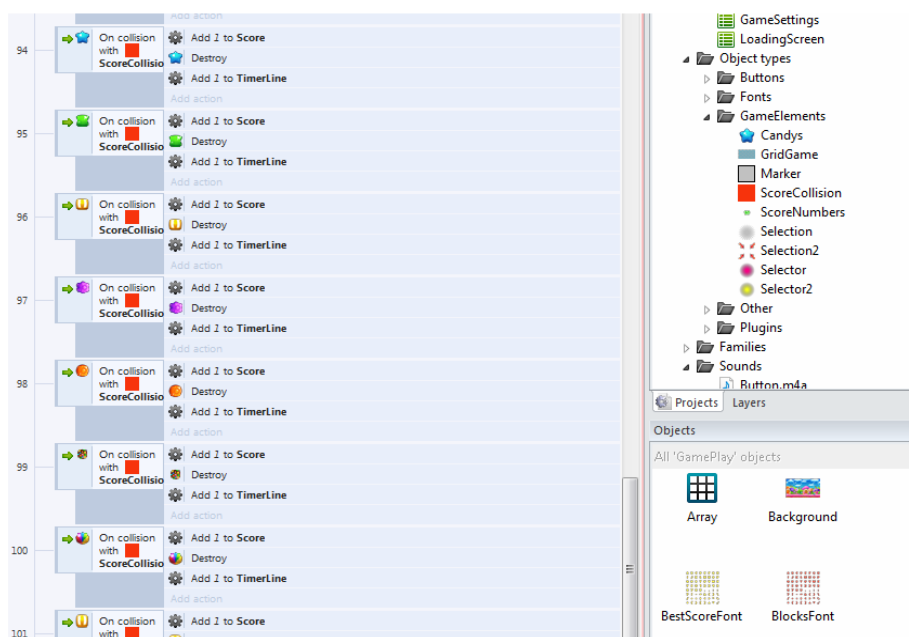 Add action
94
On collision
with
ScoreCollisio
Add 1 to Score
Destroy
Add 1 to TimerLine
Add action
95
On collision
with
ScoreCollisio
Add 1 to Score
Destroy
Add 1 to TimerLine
Add action
96
On collision
with
ScoreCollisio
Add 1 to Score
Destroy
Add 1 to TimerLine
Add action
97
On collision
with
ScoreCollisio
Add 1 to Score
Destroy
Add 1 to TimerLine
Add action
98
On collision
with
ScoreCollisio
Add 1 to Score
Destroy
Add 1 to TimerLine
Add action
99
On collision
with
ScoreCollisio
Add 1 to Score
Destroy
Add 1 to TimerLine
Add action
100
On collision
with
ScoreCollisio
Add 1 to Score
Destroy
Add 1 to TimerLine
Add action
101
On collision
with
Add 1 to Score
GameSettings
LoadingScreen
Object types
Buttons
Fonts
GameElements
Candys
GridGame
Marker
ScoreCollision
ScoreNumbers
Selection
Selection2
Selector
Selector2
Other
Plugins
Families
Sounds
Button.m4a
Projects Layers
Objects
All 'GamePlay' objects
Array Background
BestScoreFont BlocksFont